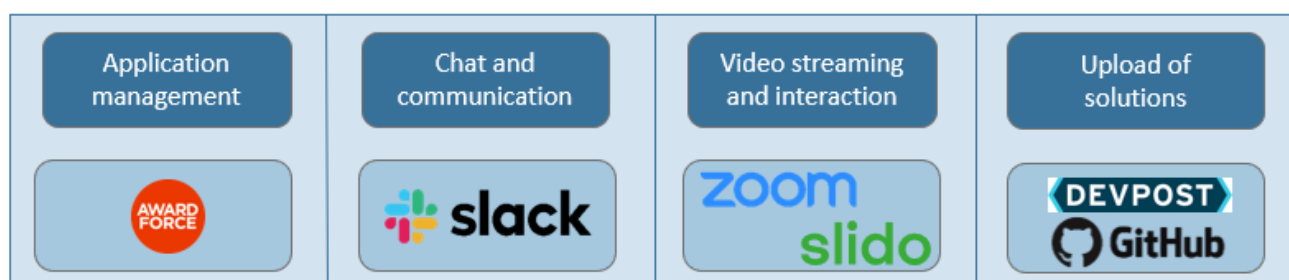 Application
management
Chat and
communication
Video streaming
and interaction
Upload of
solutions
AWARD
FORCE
slack
zoom
slido
DEVPOST
GitHub